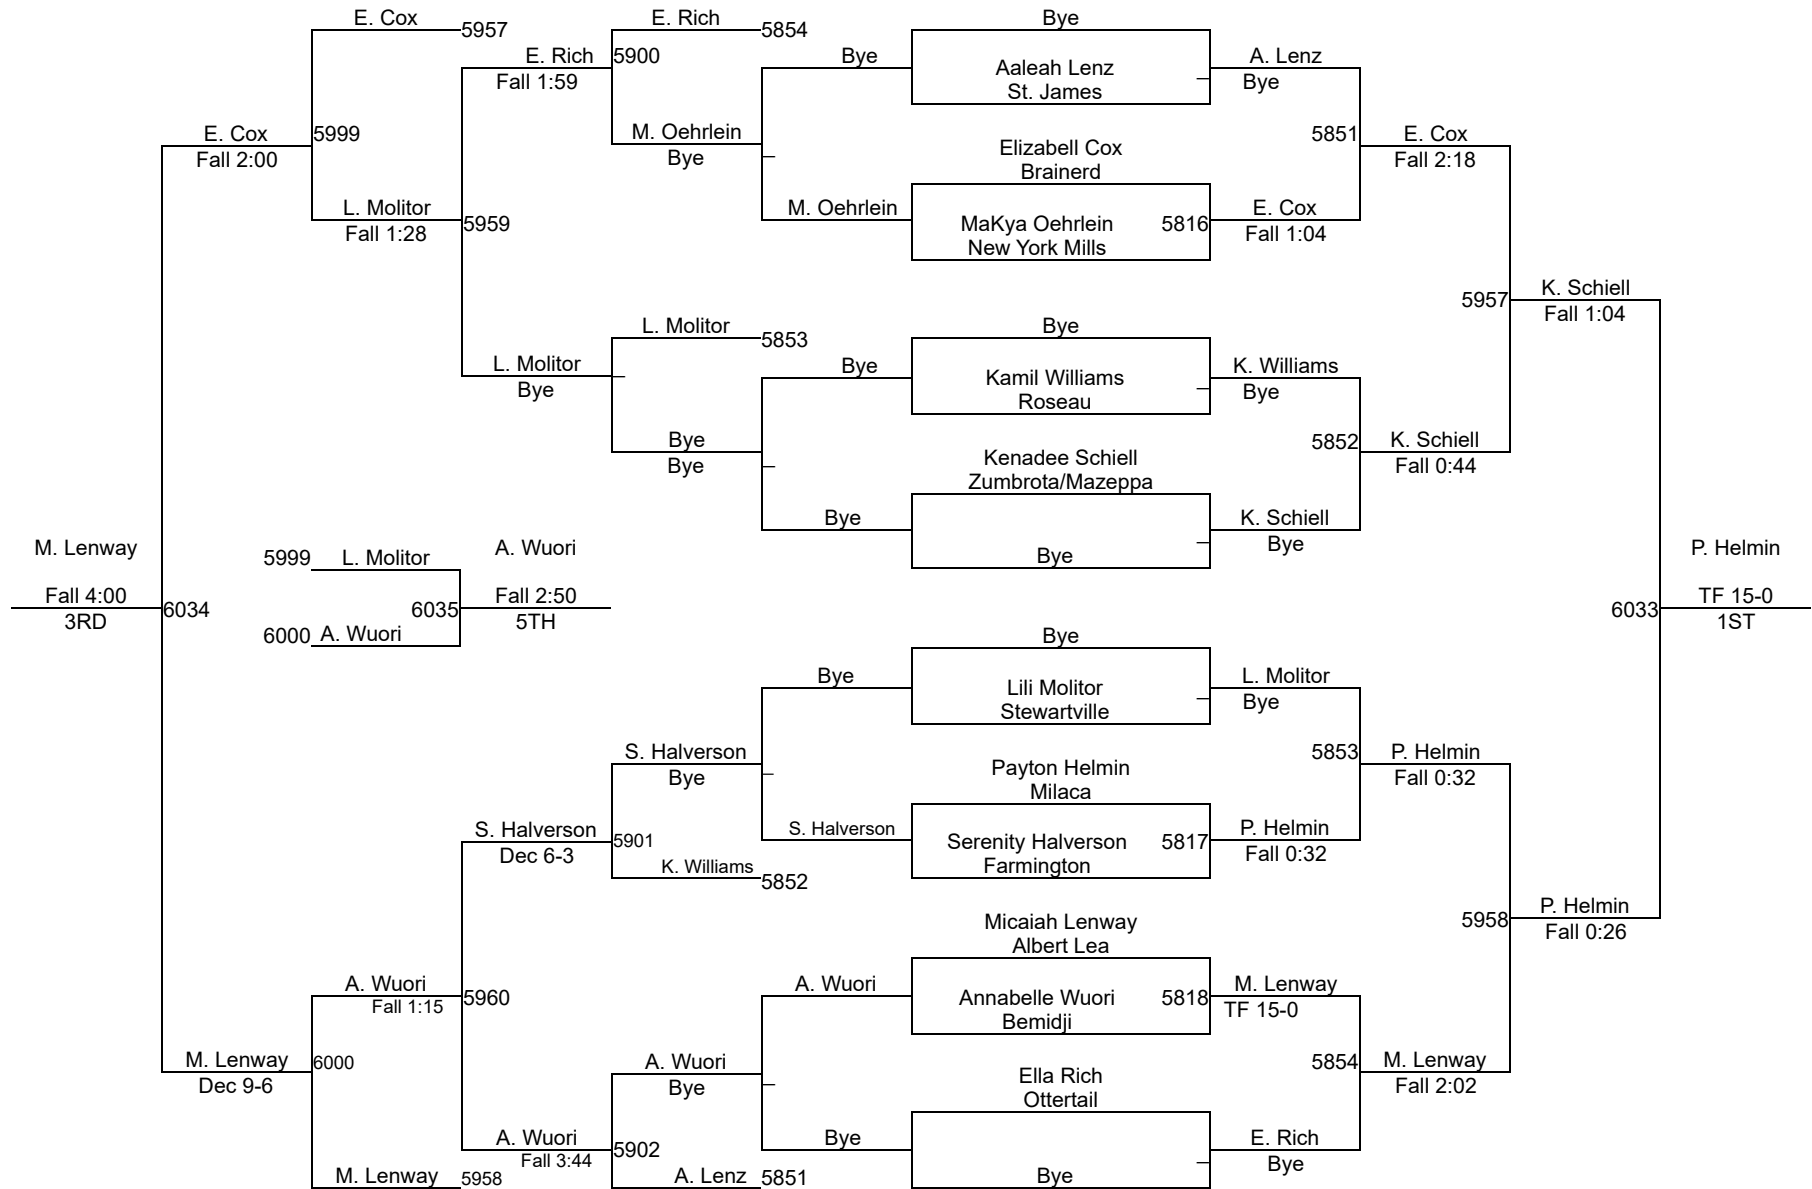 E. Cox
5957
E. Rich
5854
Bye
E. Rich
5900
Fall 1:59
Bye
Aaleah Lenz
St. James
A. Lenz
Bye
E. Cox
5999
Fall 2:00
M. Oehrlein
Bye
Elizabell Cox
Brainerd
5851
E. Cox
Fall 2:18
L. Molitor
Fall 1:28
5959
M. Oehrlein
MaKya Oehrlein
5816
New York Mills
E. Cox
Fall 1:04
5957
K. Schiell
Fall 1:04
L. Molitor
5853
Bye
L. Molitor
Bye
Bye
Kamil Williams
Roseau
K. Williams
Bye
Bye
Bye
Kenadee Schiell
Zumbrota/Mazeppa
5852
K. Schiell
Fall 0:44
Bye
Bye
K. Schiell
Bye
M. Lenway
Fall 4:00
3RD
6034
5999
L. Molitor
6000
A. Wuori
6035
A. Wuori
Fall 2:50
5TH
6033
P. Helmin
TF 15-0
1ST
Bye
Bye
Lili Molitor
Stewartville
L. Molitor
Bye
S. Halverson
Bye
Payton Helmin
Milaca
5853
P. Helmin
Fall 0:32
S. Halverson
Dec 6-3
5901
S. Halverson
Serenity Halverson
5817
Farmington
P. Helmin
Fall 0:32
K. Williams
5852
Micaiah Lenway
Albert Lea
5958
P. Helmin
Fall 0:26
A. Wuori
Fall 1:15
5960
A. Wuori
Annabelle Wuori
5818
Bemidji
M. Lenway
TF 15-0
M. Lenway
6000
Dec 9-6
A. Wuori
Bye
Ella Rich
Ottertail
5854
M. Lenway
Fall 2:02
A. Wuori
Fall 3:44
5902
Bye
Bye
E. Rich
Bye
M. Lenway
5958
A. Lenz
5851